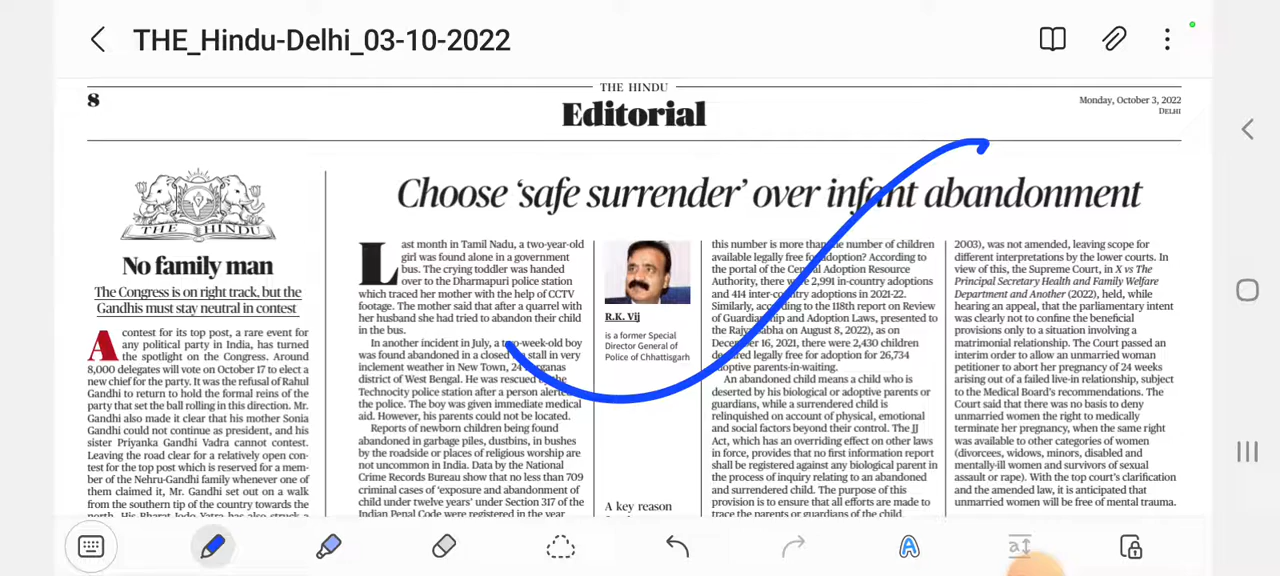 THE_Hindu-Delhi_03-10-2022
THE HINDU
8
Editorial
Monday, October 3, 2022
DELHI
THE HINDU
No family man
The Congress is on right track, but the
Gandhis must stay neutral in contest
A contest for its top post, a rare event for
any political party in India, has turned
the spotlight on the Congress. Around
8,000 delegates will vote on October 17 to elect a
new chief for the party. It was the refusal of Rahul
Gandhi to return to hold the formal reins of the
party that set the ball rolling in this direction. Mr.
Gandhi also made it clear that his mother Sonia
Gandhi could not continue as president, and his
sister Priyanka Gandhi Vadra cannot contest.
Leaving the road clear for a relatively open con-
test for the top post which is reserved for a mem-
ber of the Nehru-Gandhi family whenever one of
them claimed it, Mr. Gandhi set out on a walk
from the southern tip of the country towards the
north. His Bharat Jodo Yatra has also struck a
Choose ‘safe surrender’ over infant abandonment
Last month in Tamil Nadu, a two-year-old
girl was found alone in a government
bus. The crying toddler was handed
over to the Dharmapuri police station
which traced her mother with the help of CCTV
footage. The mother said that after a quarrel with
her husband she had tried to abandon their child
in the bus.
In another incident in July, a two-week-old boy
was found abandoned in a closed stall in very
inclement weather in New Town, 24 Parganas
district of West Bengal. He was rescued by the
Technocity police station after a person alerted
the police. The boy was given immediate medical
aid. However, his parents could not be located.
Reports of newborn children being found
abandoned in garbage piles, dustbins, in bushes
by the roadside or places of religious worship are
not uncommon in India. Data by the National
Crime Records Bureau show that no less than 709
criminal cases of ‘exposure and abandonment of
child under twelve years’ under Section 317 of the
Indian Penal Code were registered in the year
R.K. Vij
is a former Special
Director General of
Police of Chhattisgarh
A key reason
this number is more than the number of children
available legally free for adoption? According to
the portal of the Central Adoption Resource
Authority, there were 2,991 in-country adoptions
and 414 inter-country adoptions in 2021-22.
Similarly, according to the 118th report on Review
of Guardianship and Adoption Laws, presented to
the Rajya Sabha on August 8, 2022), as on
December 16, 2021, there were 2,430 children
declared legally free for adoption for 26,734
adoptive parents-in-waiting.
An abandoned child means a child who is
deserted by his biological or adoptive parents or
guardians, while a surrendered child is
relinquished on account of physical, emotional
and social factors beyond their control. The JJ
Act, which has an overriding effect on other laws
in force, provides that no first information report
shall be registered against any biological parent in
the process of inquiry relating to an abandoned
and surrendered child. The purpose of this
provision is to ensure that all efforts are made to
trace the parents or guardians of the child.
2003), was not amended, leaving scope for
different interpretations by the lower courts. In
view of this, the Supreme Court, in X vs The
Principal Secretary Health and Family Welfare
Department and Another (2022), held, while
hearing an appeal, that the parliamentary intent
was clearly not to confine the beneficial
provisions only to a situation involving a
matrimonial relationship. The Court passed an
interim order to allow an unmarried woman
petitioner to abort her pregnancy of 24 weeks
arising out of a failed live-in relationship, subject
to the Medical Board's recommendations. The
Court said that there was no basis to deny
unmarried women the right to medically
terminate her pregnancy, when the same right
was available to other categories of women
(divorcees, widows, minors, disabled and
mentally-ill women and survivors of sexual
assault or rape). With the top court's clarification
and the amended law, it is anticipated that
unmarried women will be free of mental trauma.